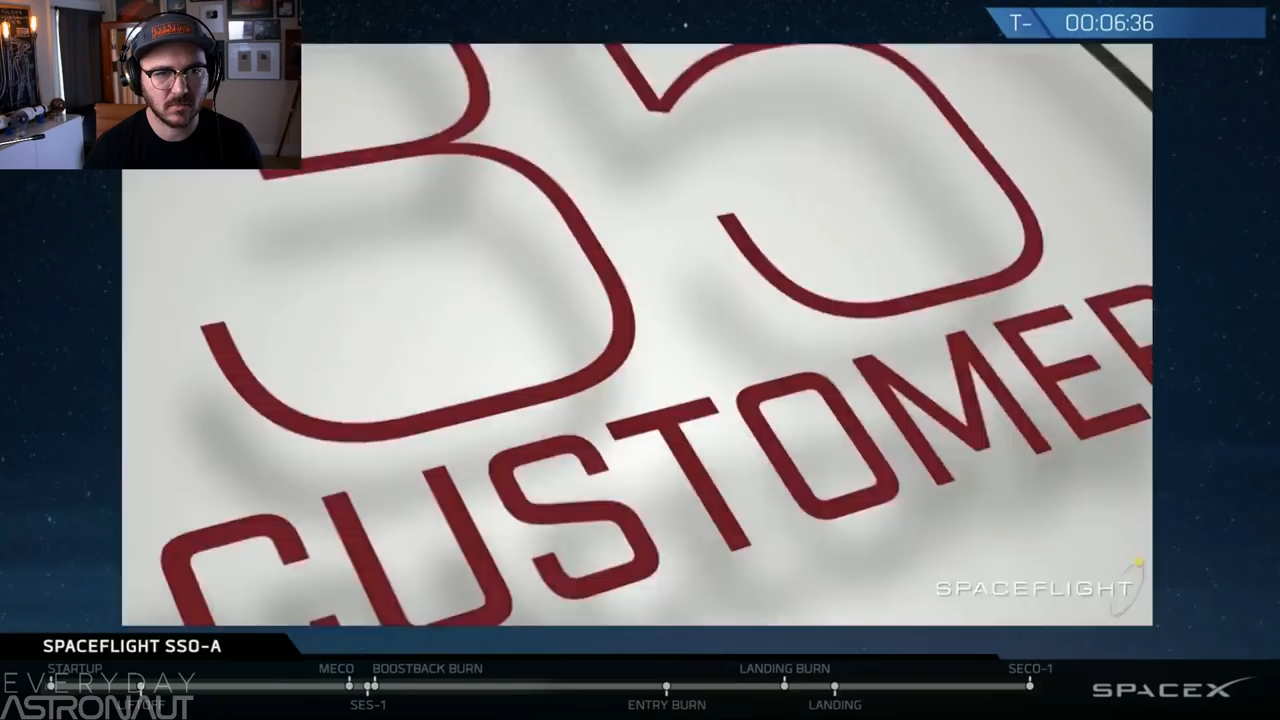 T- 00:06:36
35
CUSTOMER
SPACEFLIGHT
SPACEFLIGHT SSO-A
STARTUP
MECO
BOOSTBACK BURN
LANDING BURN
SECO-1
EVERYDAY
ASTRONAUT
LIFTOFF
SES-1
ENTRY BURN
LANDING
SPACEX